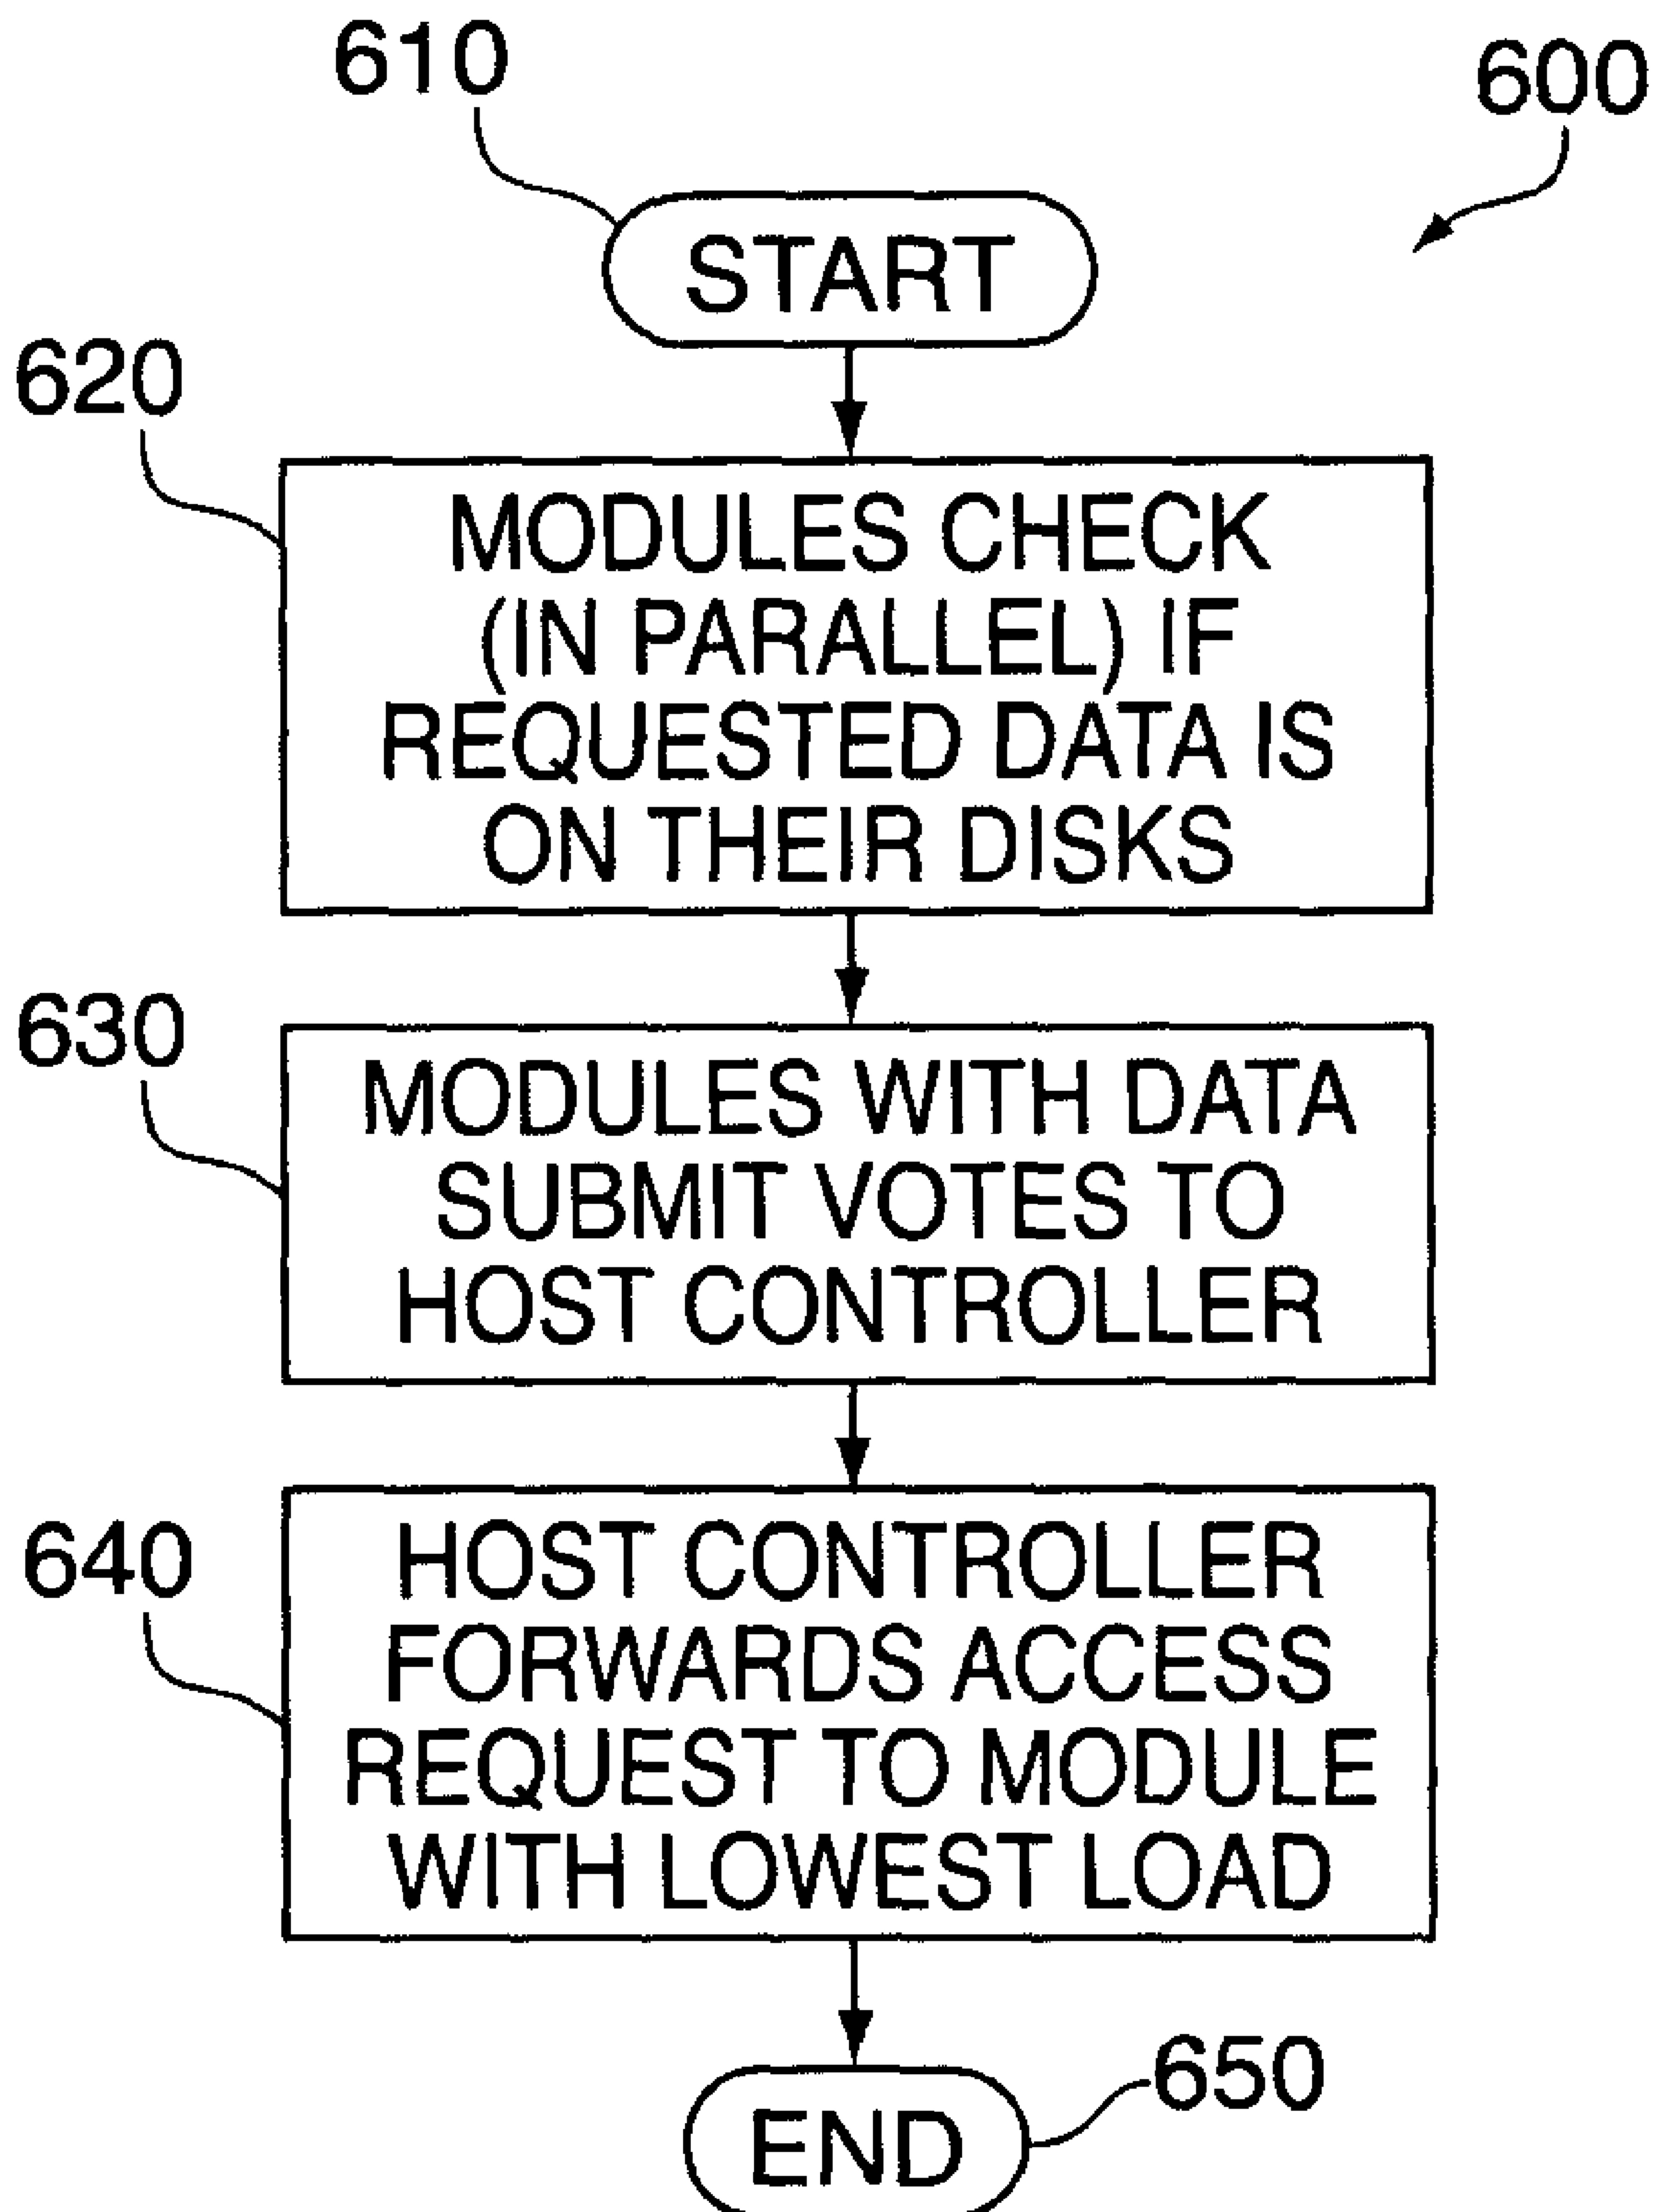 610
600
START
620
MODULES CHECK
(IN PARALLEL) IF
REQUESTED DATA IS
ON THEIR DISKS
630
MODULES WITH DATA
SUBMIT VOTES TO
HOST CONTROLLER
640
HOST CONTROLLER
FORWARDS ACCESS
REQUEST TO MODULE
WITH LOWEST LOAD
650
END